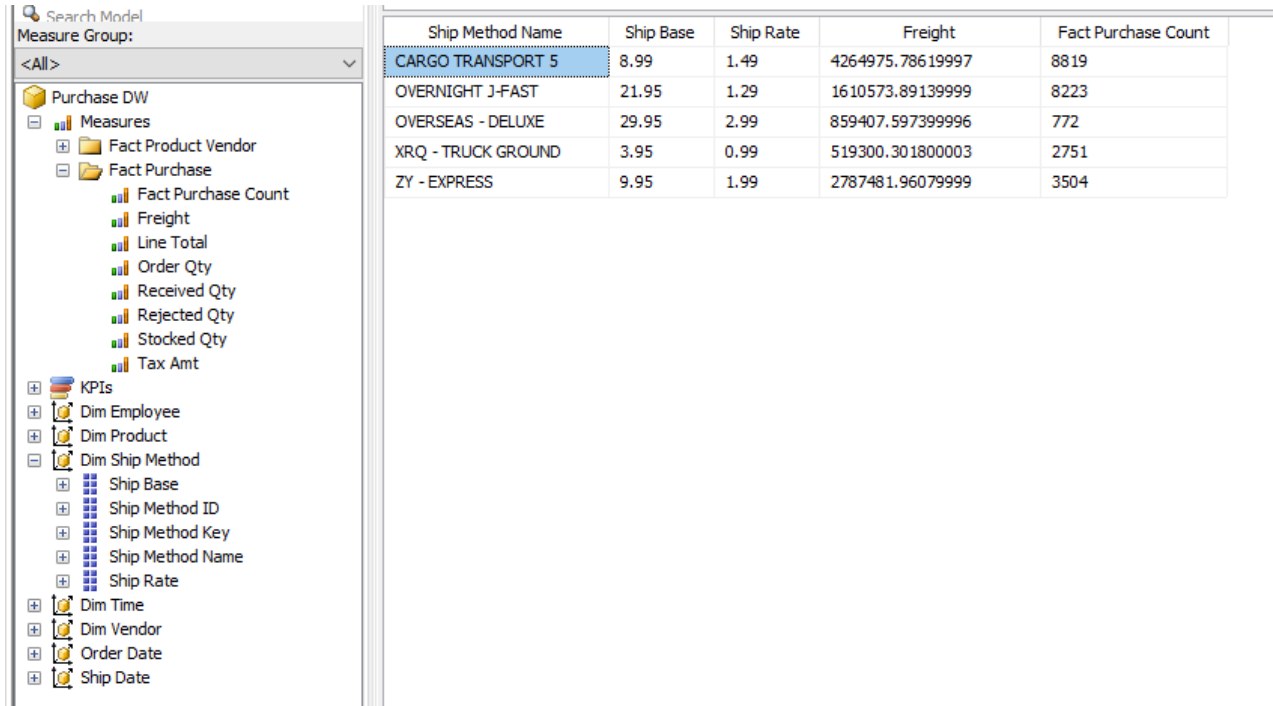 Search Model
Measure Group:
<All>
Purchase DW
Measures
Fact Product Vendor
Fact Purchase
Fact Purchase Count
Freight
Line Total
Order Qty
Received Qty
Rejected Qty
Stocked Qty
Tax Amt
KPIs
Dim Employee
Dim Product
Dim Ship Method
Ship Base
Ship Method ID
Ship Method Key
Ship Method Name
Ship Rate
Dim Time
Dim Vendor
Order Date
Ship Date
Ship Method Name Ship Base Ship Rate Freight Fact Purchase Count
CARGO TRANSPORT 5 8.99 1.49 4264975.78619997 8819
OVERNIGHT J-FAST 21.95 1.29 1610573.89139999 8223
OVERSEAS - DELUXE 29.95 2.99 859407.597399996 772
XRQ - TRUCK GROUND 3.95 0.99 519300.301800003 2751
ZY - EXPRESS 9.95 1.99 2787481.96079999 3504